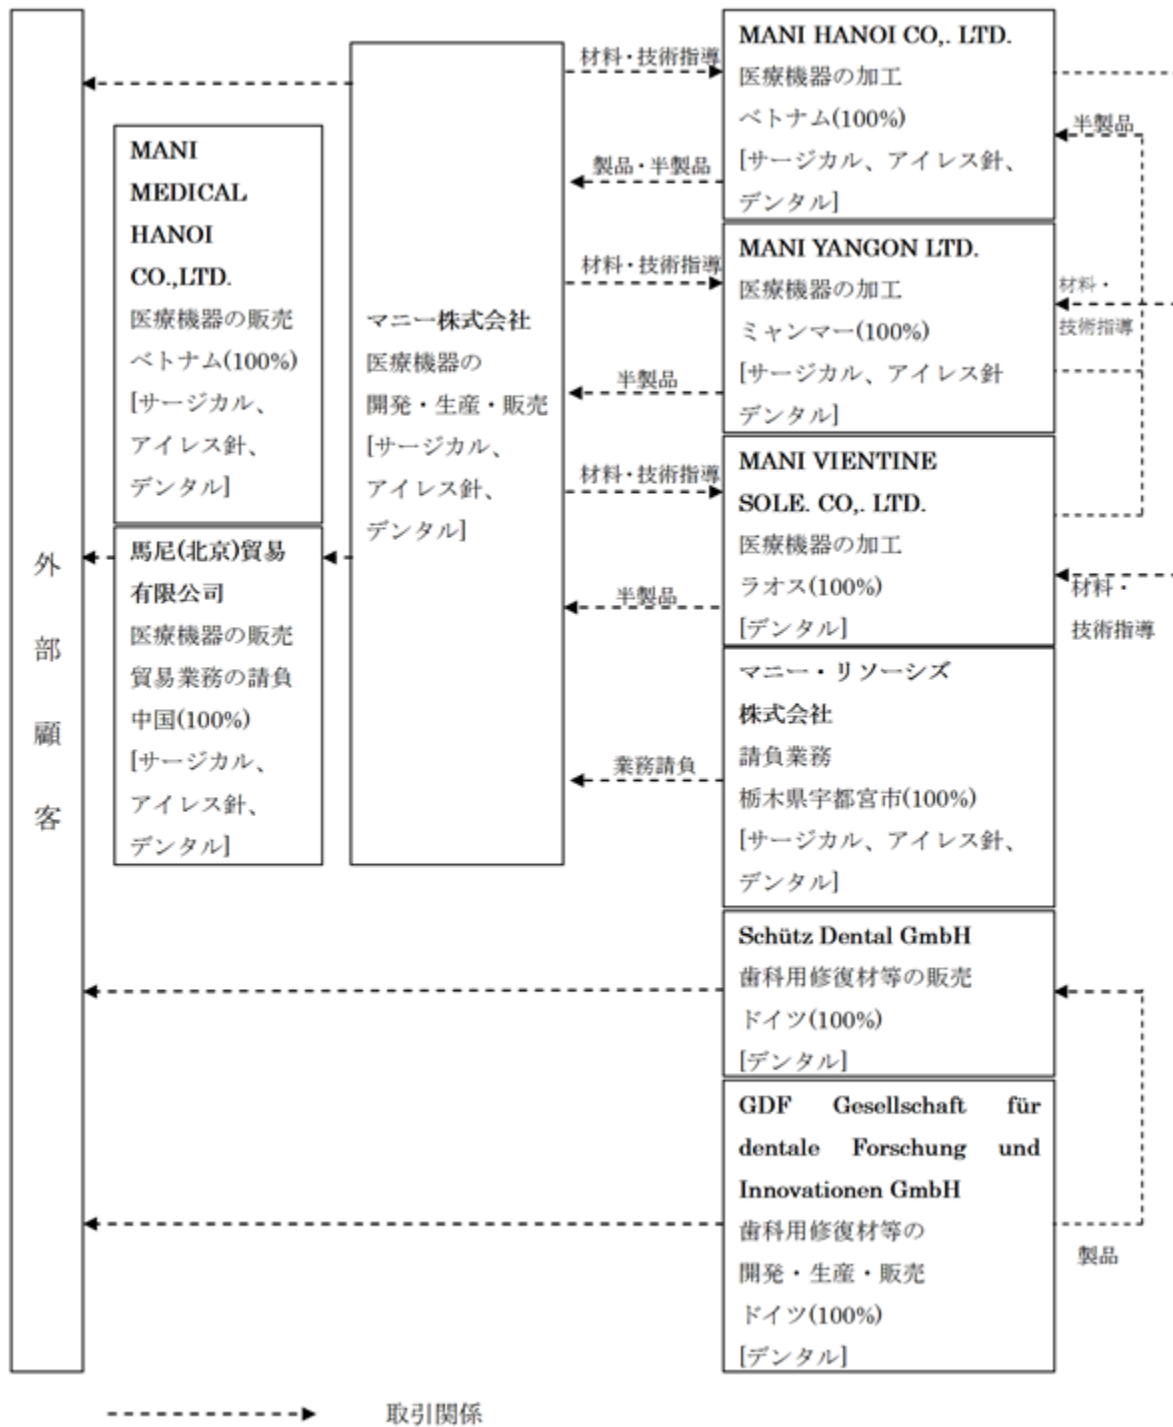 外
部
顧
客
MANI
MEDICAL
HANOI
CO.,LTD.
医療機器の販売
ベトナム(100%)
[サージカル、
アイレス針、
デンタル]
馬尼(北京)貿易
有限公司
医療機器の販売
貿易業務の請負
中国(100%)
[サージカル、
アイレス針、
デンタル]
マニー株式会社
医療機器の
開発・生産・販売
[サージカル、
アイレス針、
デンタル]
材料・技術指導
製品・半製品
材料・技術指導
半製品
材料・技術指導
半製品
業務請負
MANI HANOI CO,. LTD.
医療機器の加工
ベトナム(100%)
[サージカル、アイレス針、
デンタル]
MANI YANGON LTD.
医療機器の加工
ミャンマー(100%)
[サージカル、アイレス針
デンタル]
MANI VIENTINE
SOLE. CO,. LTD.
医療機器の加工
ラオス(100%)
[デンタル]
マニー・リソーシズ
株式会社
請負業務
栃木県宇都宮市(100%)
[サージカル、アイレス針、
デンタル]
Schütz Dental GmbH
歯科用修復材等の販売
ドイツ(100%)
[デンタル]
GDF Gesellschaft für
dentale Forschung und
Innovationen GmbH
歯科用修復材等の
開発・生産・販売
ドイツ(100%)
[デンタル]
半製品
材料・
技術指導
材料・
技術指導
製品
取引関係